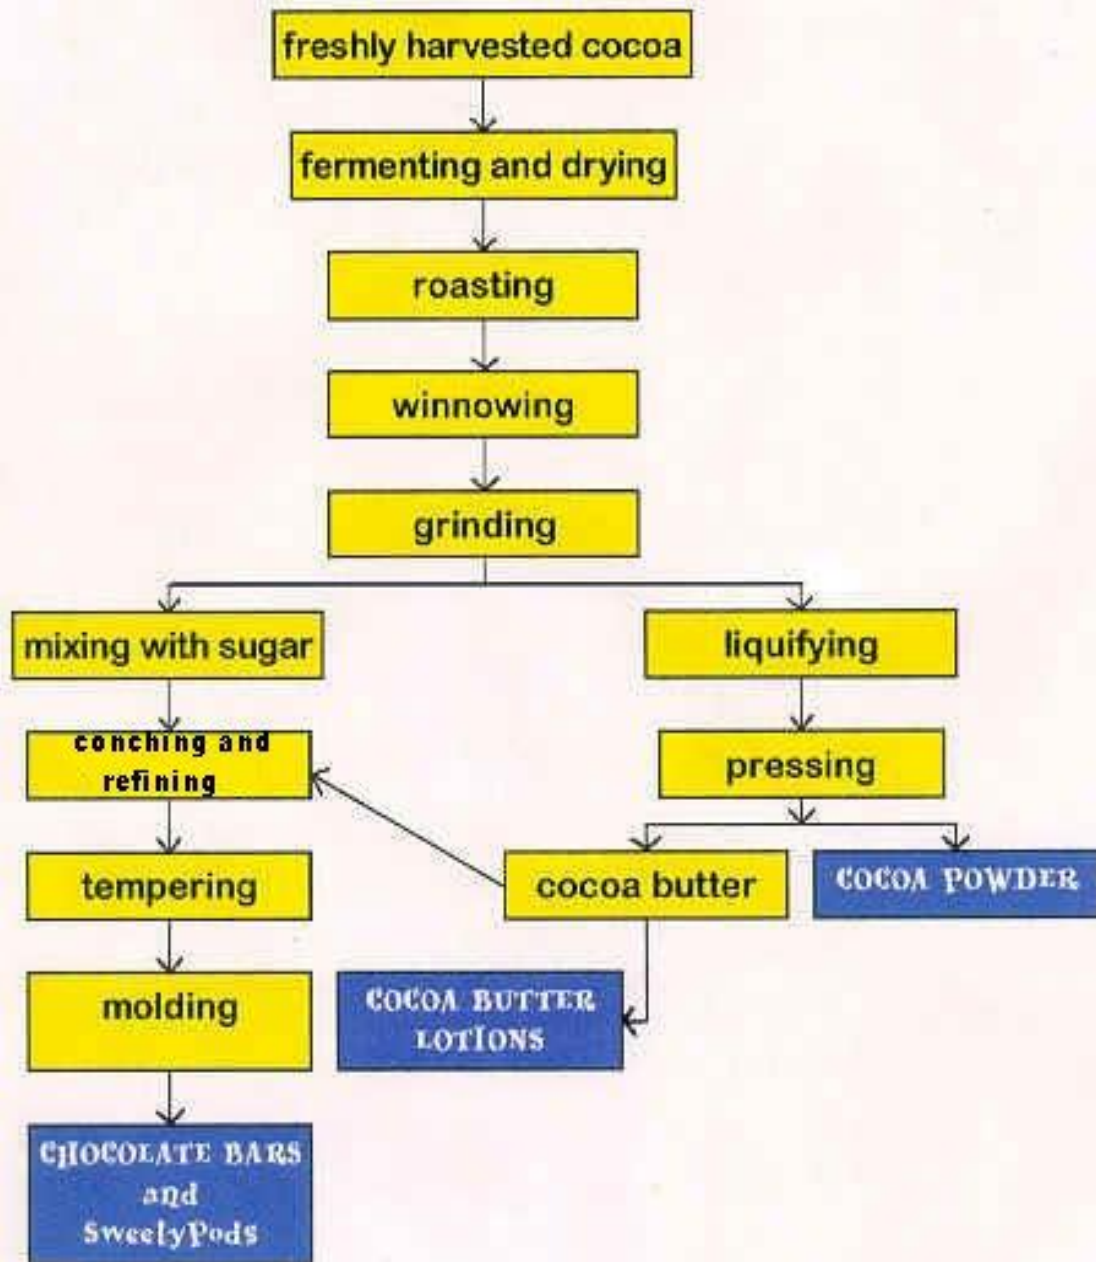 freshly harvested cocoa
fermenting and drying
roasting
winnowing
grinding
mixing with sugar
liquifying
conching and
refining
pressing
tempering
cocoa butter
COCOA POWDER
molding
COCOA BUTTER
LOTIONS
CHOCOLATE BARS
and
SweetyPods